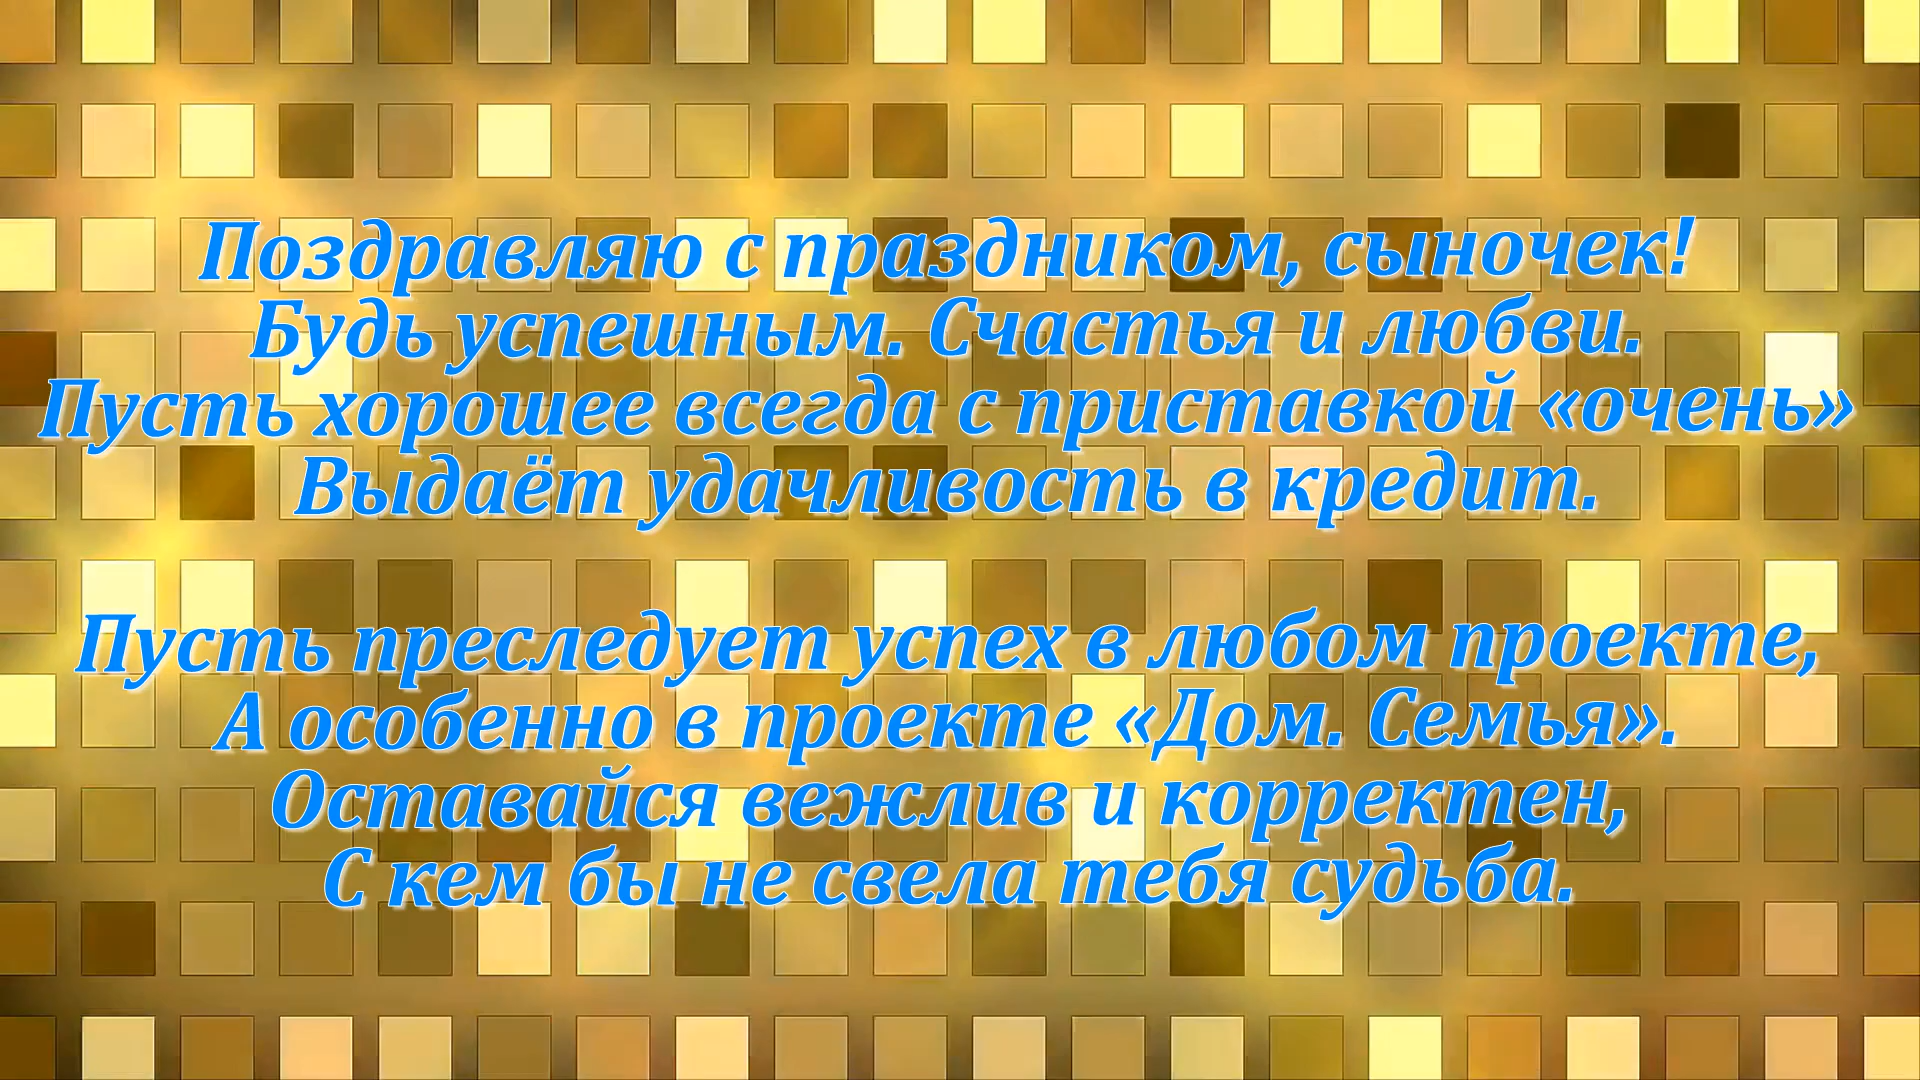 Поздравляю с праздником, сыночек!
Будь успешным. Счастья и любви.
Пусть хорошее всегда с приставкой «очень»
Выдаёт удачливость в кредит.
Пусть преследует успех в любом проекте,
А особенно в проекте «Дом. Семья».
Оставайся вежлив и корректен,
С кем бы не свела тебя судьба.